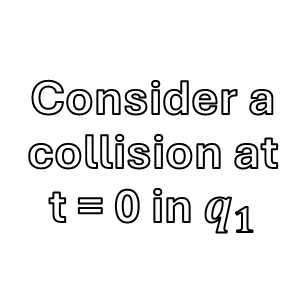 Consider a
collision at
t = 0 in q₁